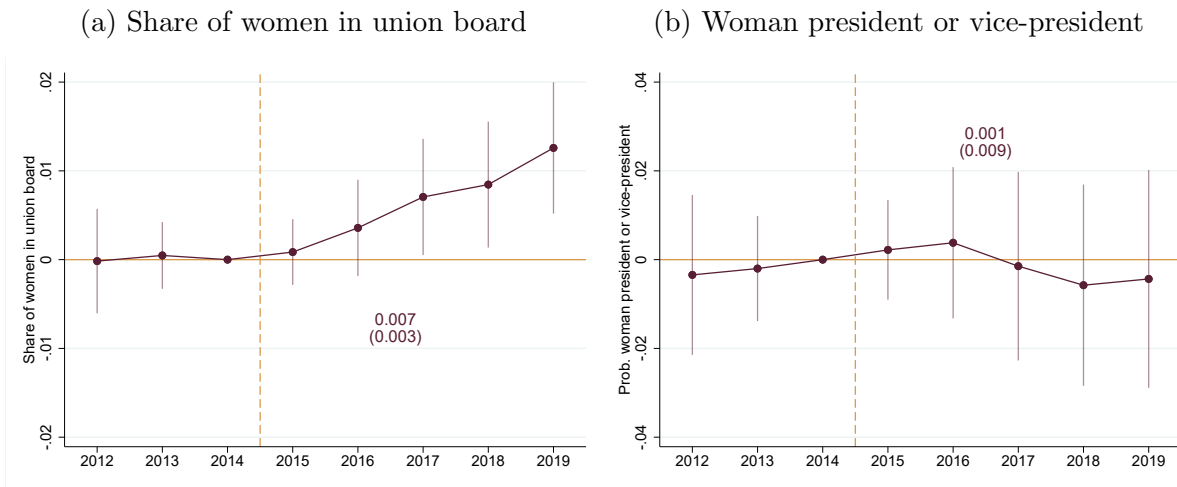 (a) Share of women in union board
Share of women in union board
.02
.01
0
-.01
-.02
0.007
(0.003)
2012 2013 2014 2015 2016 2017 2018 2019
(b) Woman president or vice-president
Prob. woman president or vice-president
.04
.02
0
-.02
-.04
0.001
(0.009)
2012 2013 2014 2015 2016 2017 2018 2019